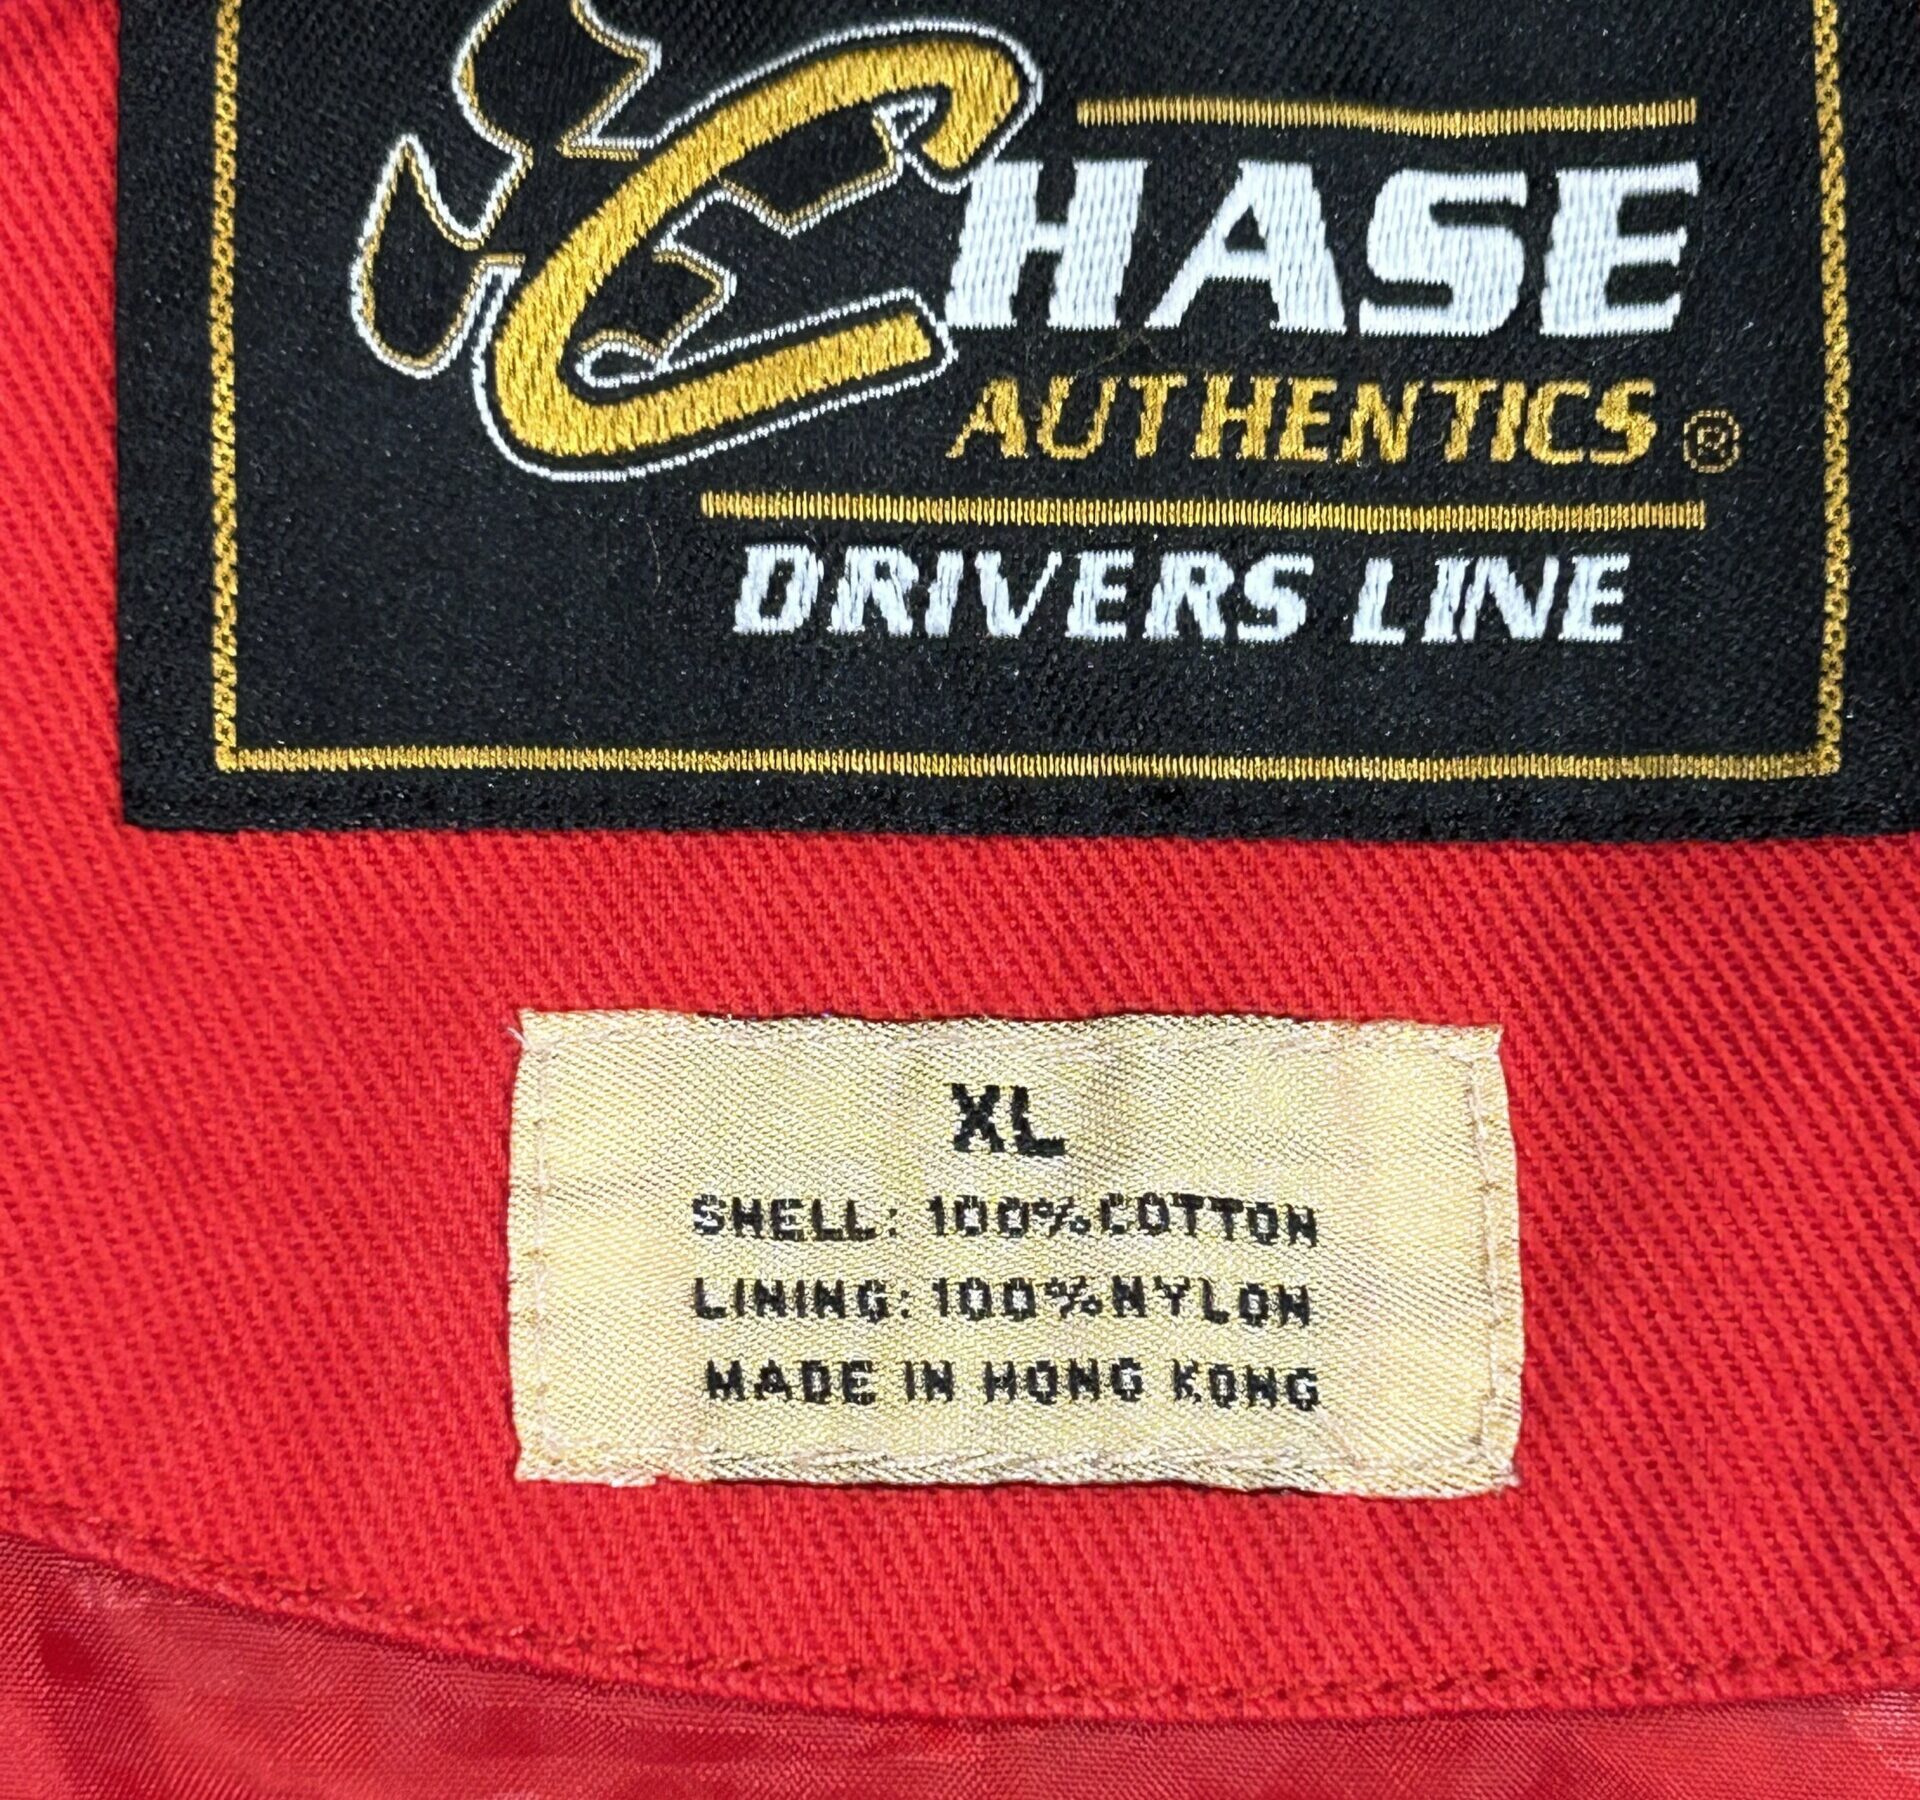 CHASE
AUTHENTICS®
DRIVERS LINE
XL
SHELL: 100% COTTON
LINING: 100% NYLON
MADE IN HONG KONG